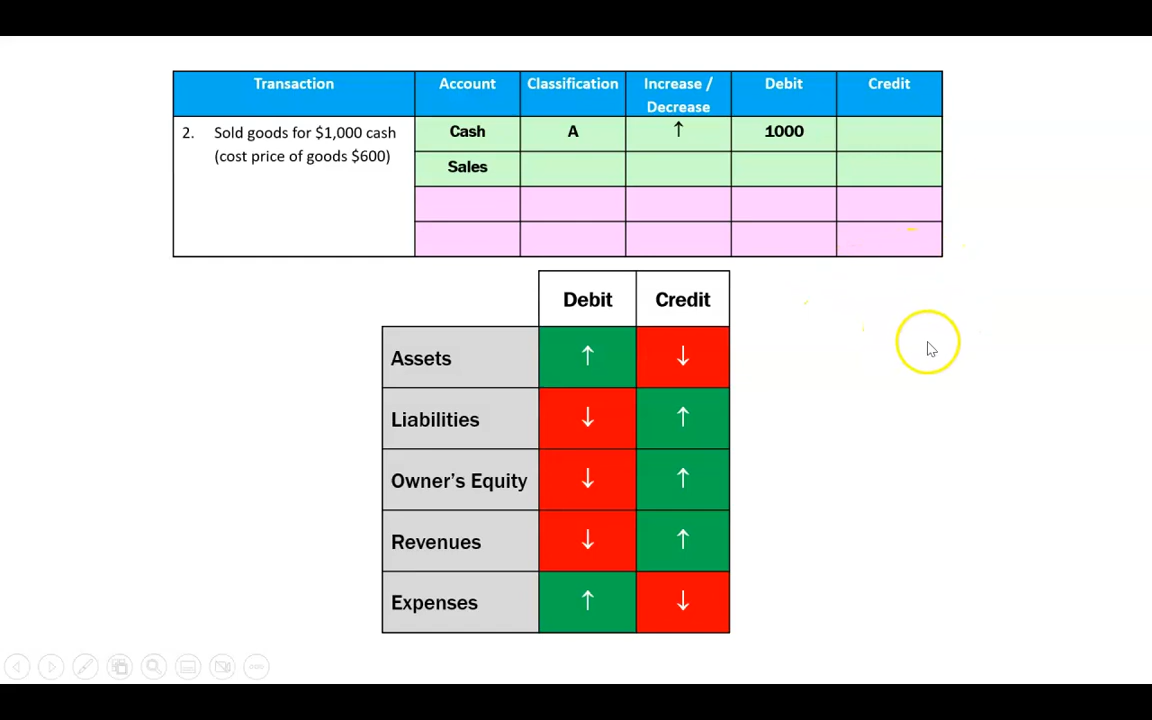 Transaction Account Classification Increase / Decrease Debit Credit
2. Sold goods for $1,000 cash Cash A ↑ 1000
(cost price of goods $600) Sales
Debit Credit
Assets ↑ ↓
Liabilities ↓ ↑
Owner's Equity ↓ ↑
Revenues ↓ ↑
Expenses ↑ ↓